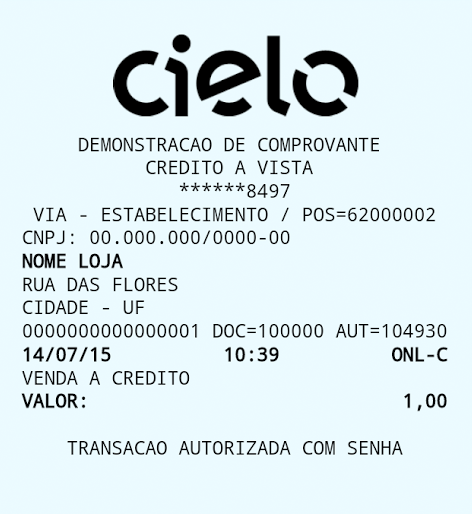 cielo
DEMONSTRACAO DE COMPROVANTE
CREDITO A VISTA
******8497
VIA - ESTABELECIMENTO / POS=62000002
CNPJ: 00.000.000/0000-00
NOME LOJA
RUA DAS FLORES
CIDADE - UF
0000000000000001 DOC=100000 AUT=104930
14/07/15 10:39 ONL-C
VENDA A CREDITO
VALOR: 1,00
TRANSACAO AUTORIZADA COM SENHA